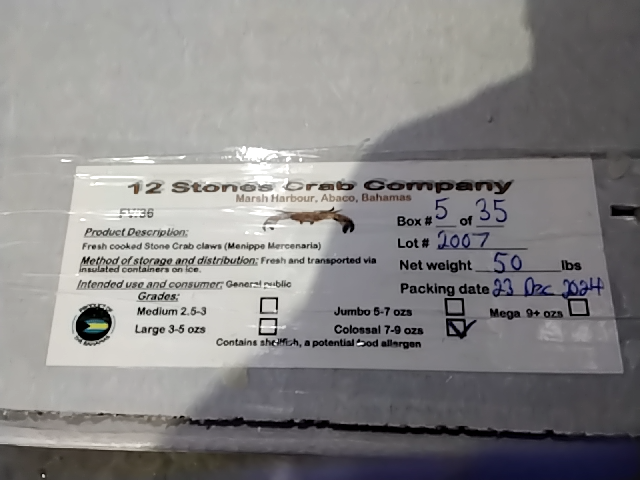 12 Stones Crab Company
Marsh Harbour, Abaco, Bahamas
Box # 5 of 35
Product Description:
Lot # 2007
Fresh cooked Stone Crab claws (Menippe Mercenaria)
Method of storage and distribution: Fresh and transported via
insulated containers on ice.
Net weight 50 lbs
Intended use and consumer: General public
Packing date 23 Dec 2024
Grades:
Medium 2.5-3
Jumbo 5-7 ozs
Mega 9+ ozs
Large 3-5 ozs
Colossal 7-9 ozs
Contains shellfish, a potential food allergen
PRODUCT OF
THE BAHAMAS